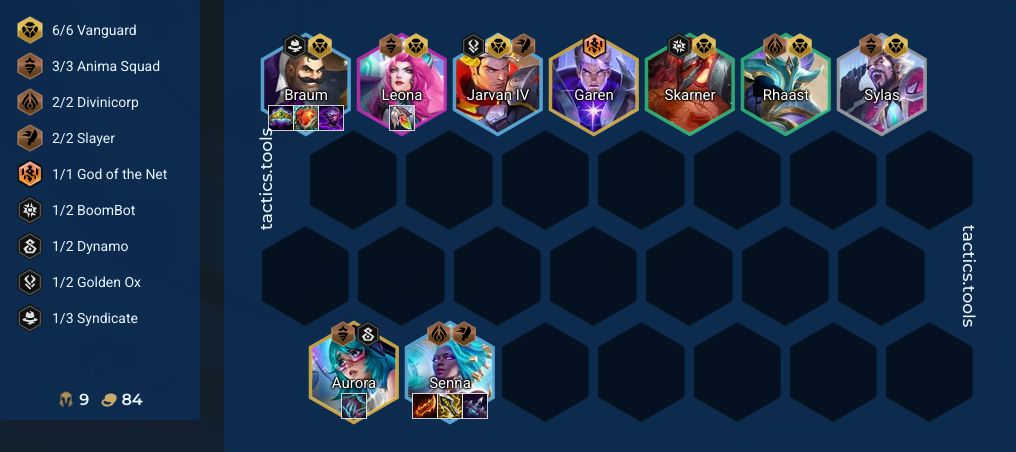 6/6 Vanguard
3/3 Anima Squad
2/2 Divinicorp
2/2 Slayer
1/1 God of the Net
1/2 BoomBot
1/2 Dynamo
1/2 Golden Ox
1/3 Syndicate
9 84
Braum Leona Jarvan IV Garen Skarner Rhaast Sylas
tactics.tools
tactics.tools
Aurora Senna